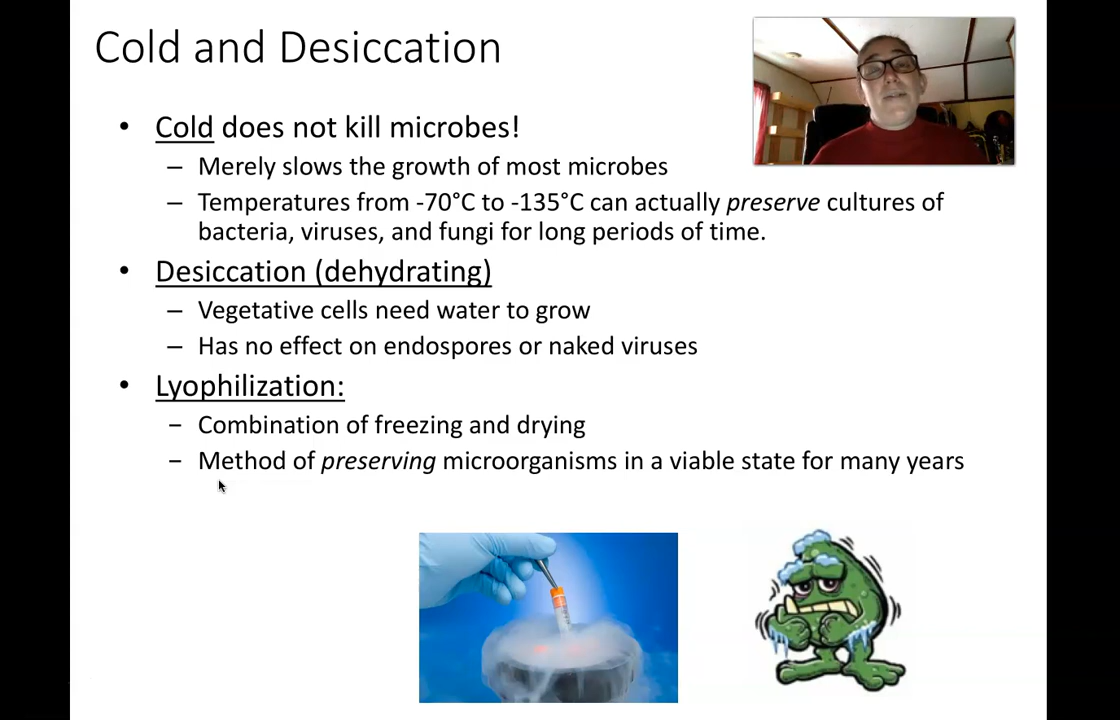 Cold and Desiccation
• Cold does not kill microbes!
– Merely slows the growth of most microbes
– Temperatures from -70°C to -135°C can actually preserve cultures of
bacteria, viruses, and fungi for long periods of time.
• Desiccation (dehydrating)
– Vegetative cells need water to grow
– Has no effect on endospores or naked viruses
• Lyophilization:
– Combination of freezing and drying
– Method of preserving microorganisms in a viable state for many years